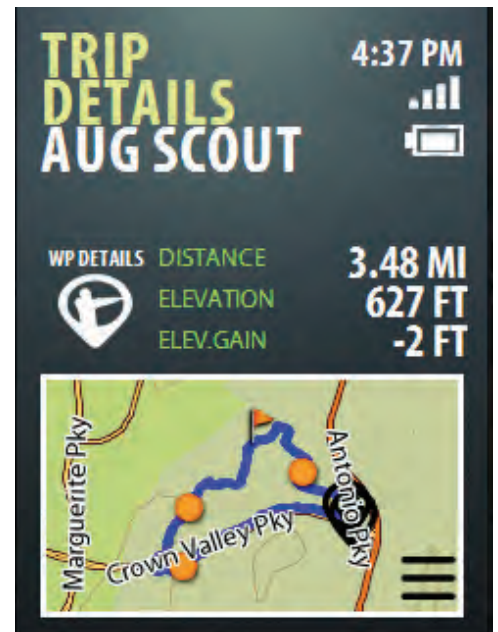 TRIP
DETAILS
AUG SCOUT
4:37 PM
WP DETAILS
DISTANCE 3.48 MI
ELEVATION 627 FT
ELEV.GAIN -2 FT
Marguerite Pky
Crown Valley Pky
Antonio Pky